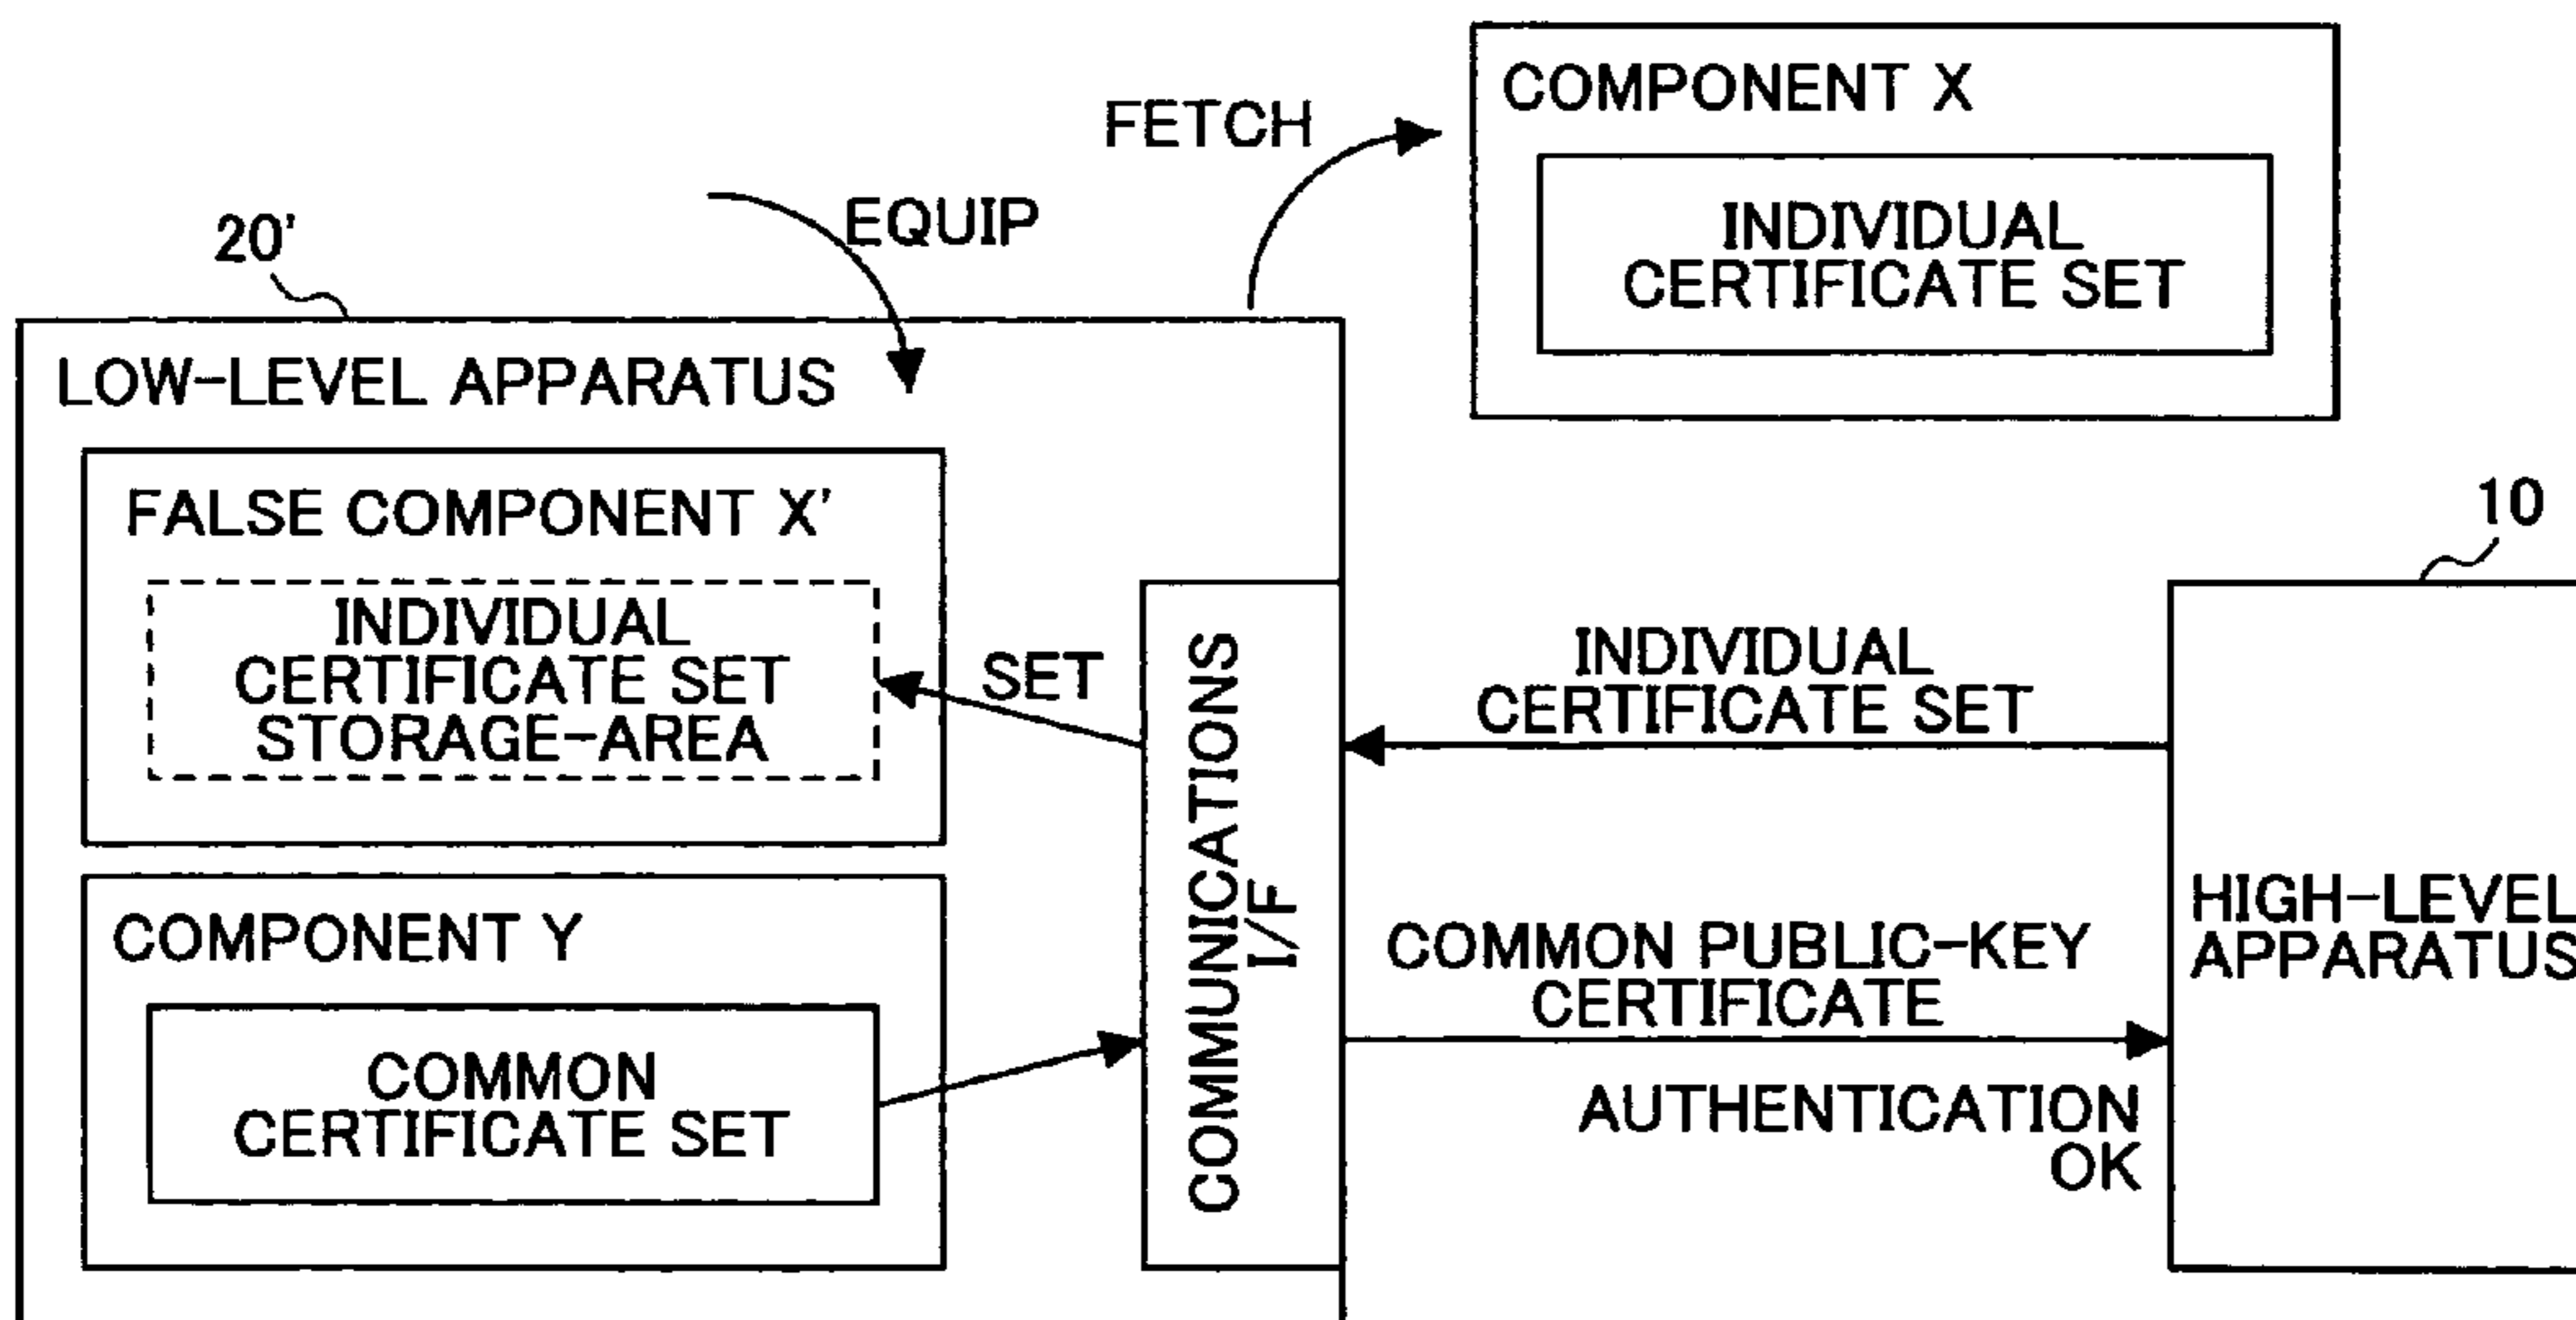 COMPONENT X
INDIVIDUAL
CERTIFICATE SET
FETCH
EQUIP
20'
LOW-LEVEL APPARATUS
FALSE COMPONENT X'
INDIVIDUAL
CERTIFICATE SET
STORAGE-AREA
SET
COMPONENT Y
COMMON
CERTIFICATE SET
COMMUNICATIONS
I/F
INDIVIDUAL
CERTIFICATE SET
COMMON PUBLIC-KEY
CERTIFICATE
AUTHENTICATION
OK
10
HIGH-LEVEL
APPARATUS